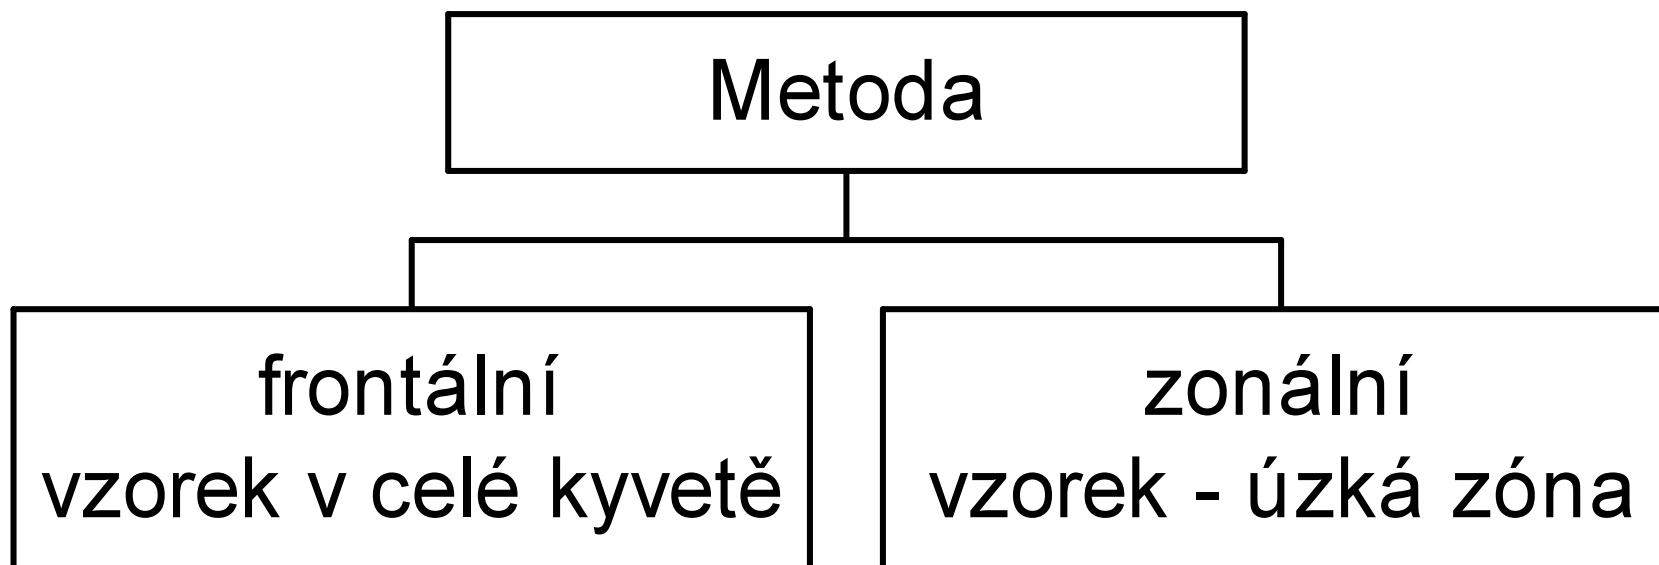 Metoda
frontální
vzorek v celé kyvetě
zonální
vzorek - úzká zóna